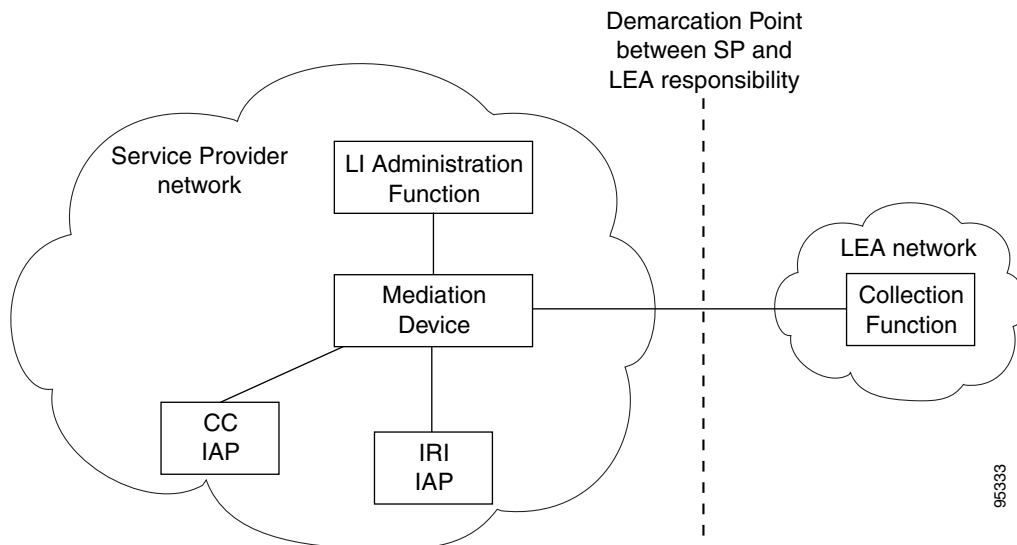 Demarcation Point
between SP and
LEA responsibility
Service Provider
network
LI Administration
Function
LEA network
Mediation
Device
Collection
Function
CC
IAP
IRI
IAP
95333